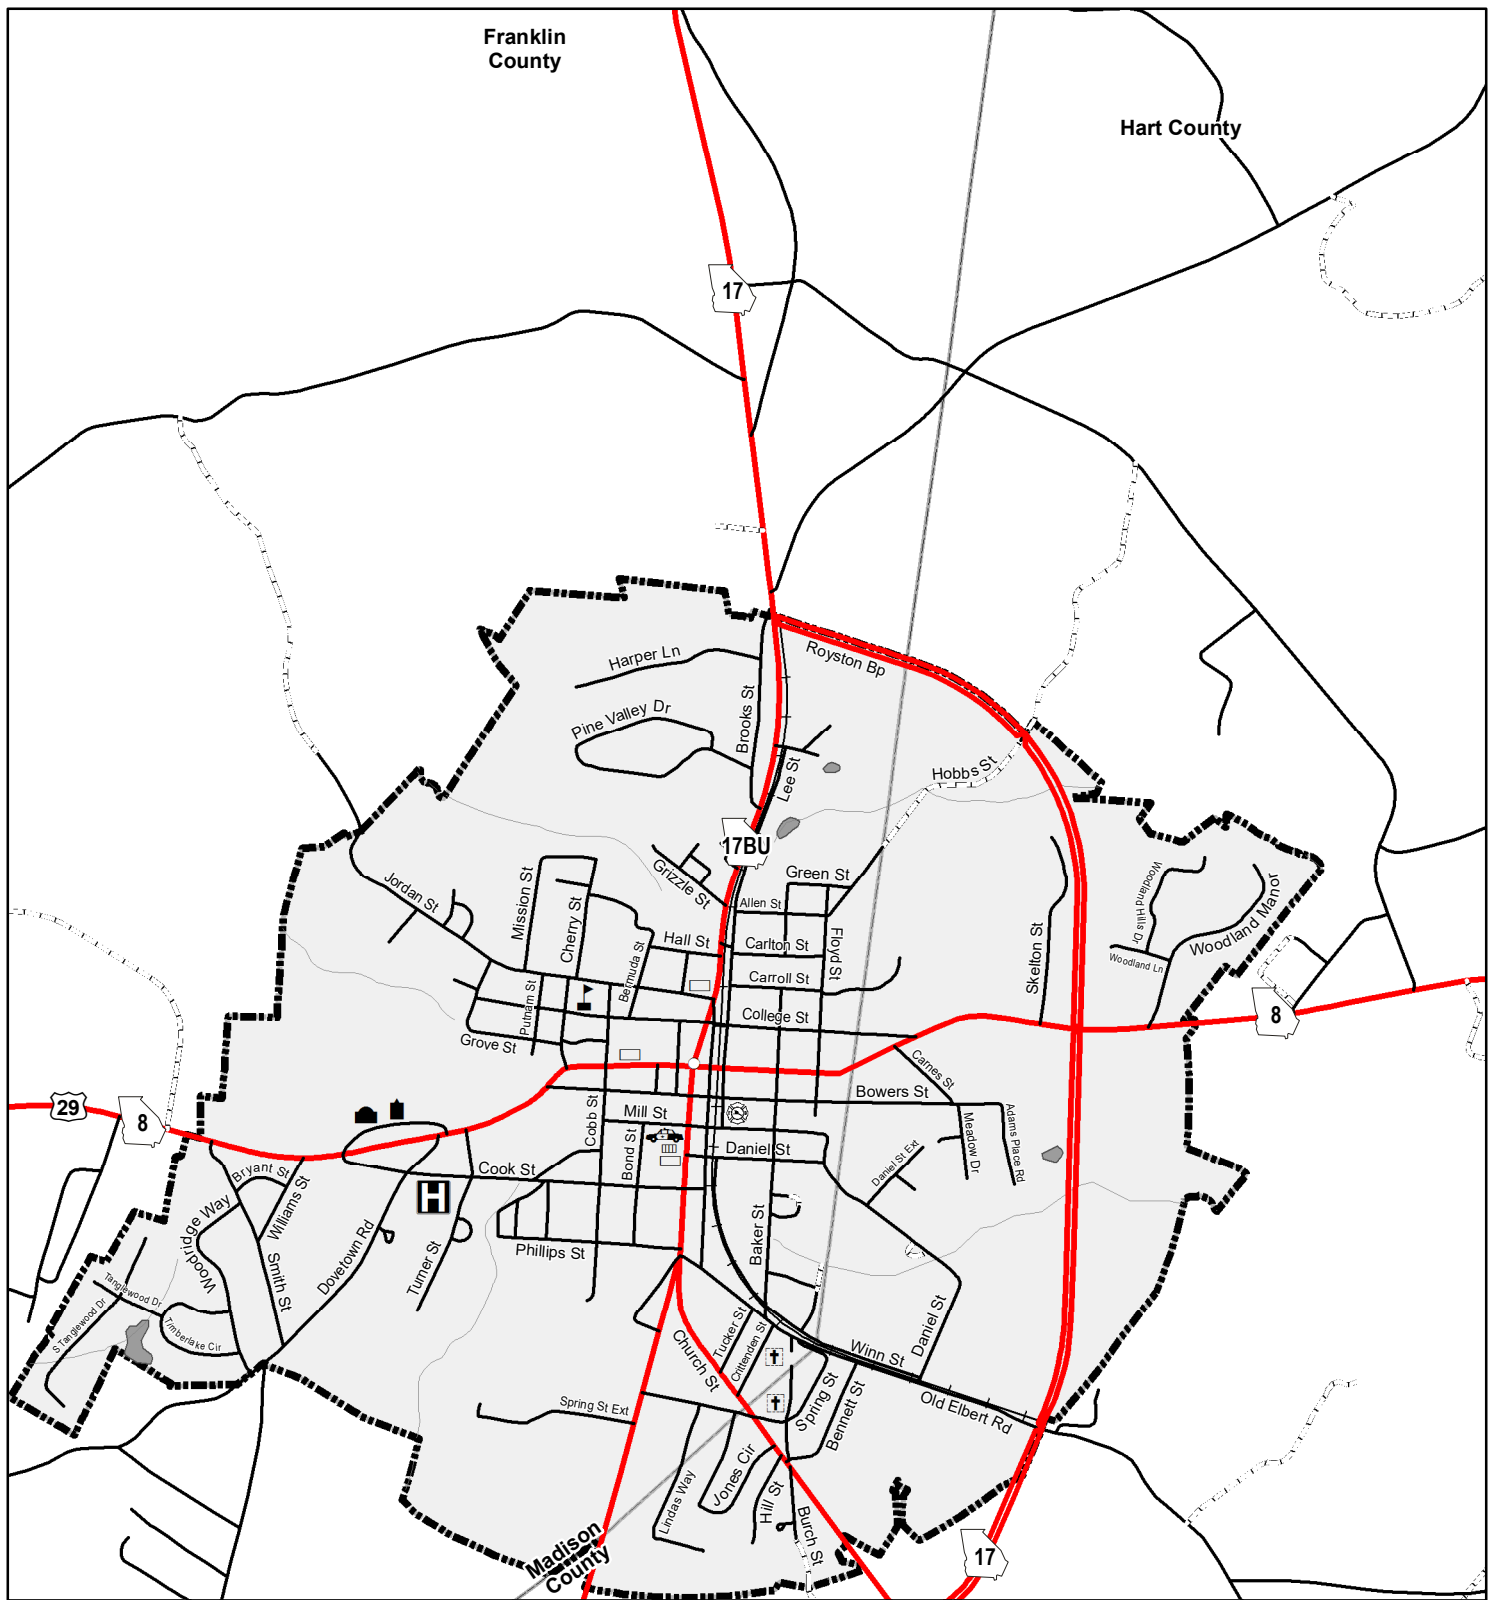 Franklin
County
Hart County
17
Harper Ln
Royston Bp
Brooks St
Pine Valley Dr
Lee St
Hobbs St
17BU
Grizzle St
Green St
Jordan St
Mission St
Cherry St
Allen St
Woodland Hills Dr
Woodland Manor
Hall St
Carlton St
Floyd St
Skelton St
Bermuda St
Woodland Ln
Carroll St
Putnam St
College St
8
Grove St
Carnes St
29
8
Bowers St
Mill St
Cobb St
Adams Place Rd
Meadow Dr
Bond St
Daniel St
Daniel St Ext
Bryant St
Cook St
H
Williams St
Woodridge Way
Baker St
Dovetown Rd
Turner St
Phillips St
Smith St
Tanglewood Dr
S Tanglewood Dr
Timberlake Cir
Tucker St
Crittenden St
Church St
Winn St
Daniel St
Spring St Ext
Spring St
Bennett St
Old Elbert Rd
Lindas Way
Jones Cir
Hill St
Burch St
Madison
County
17